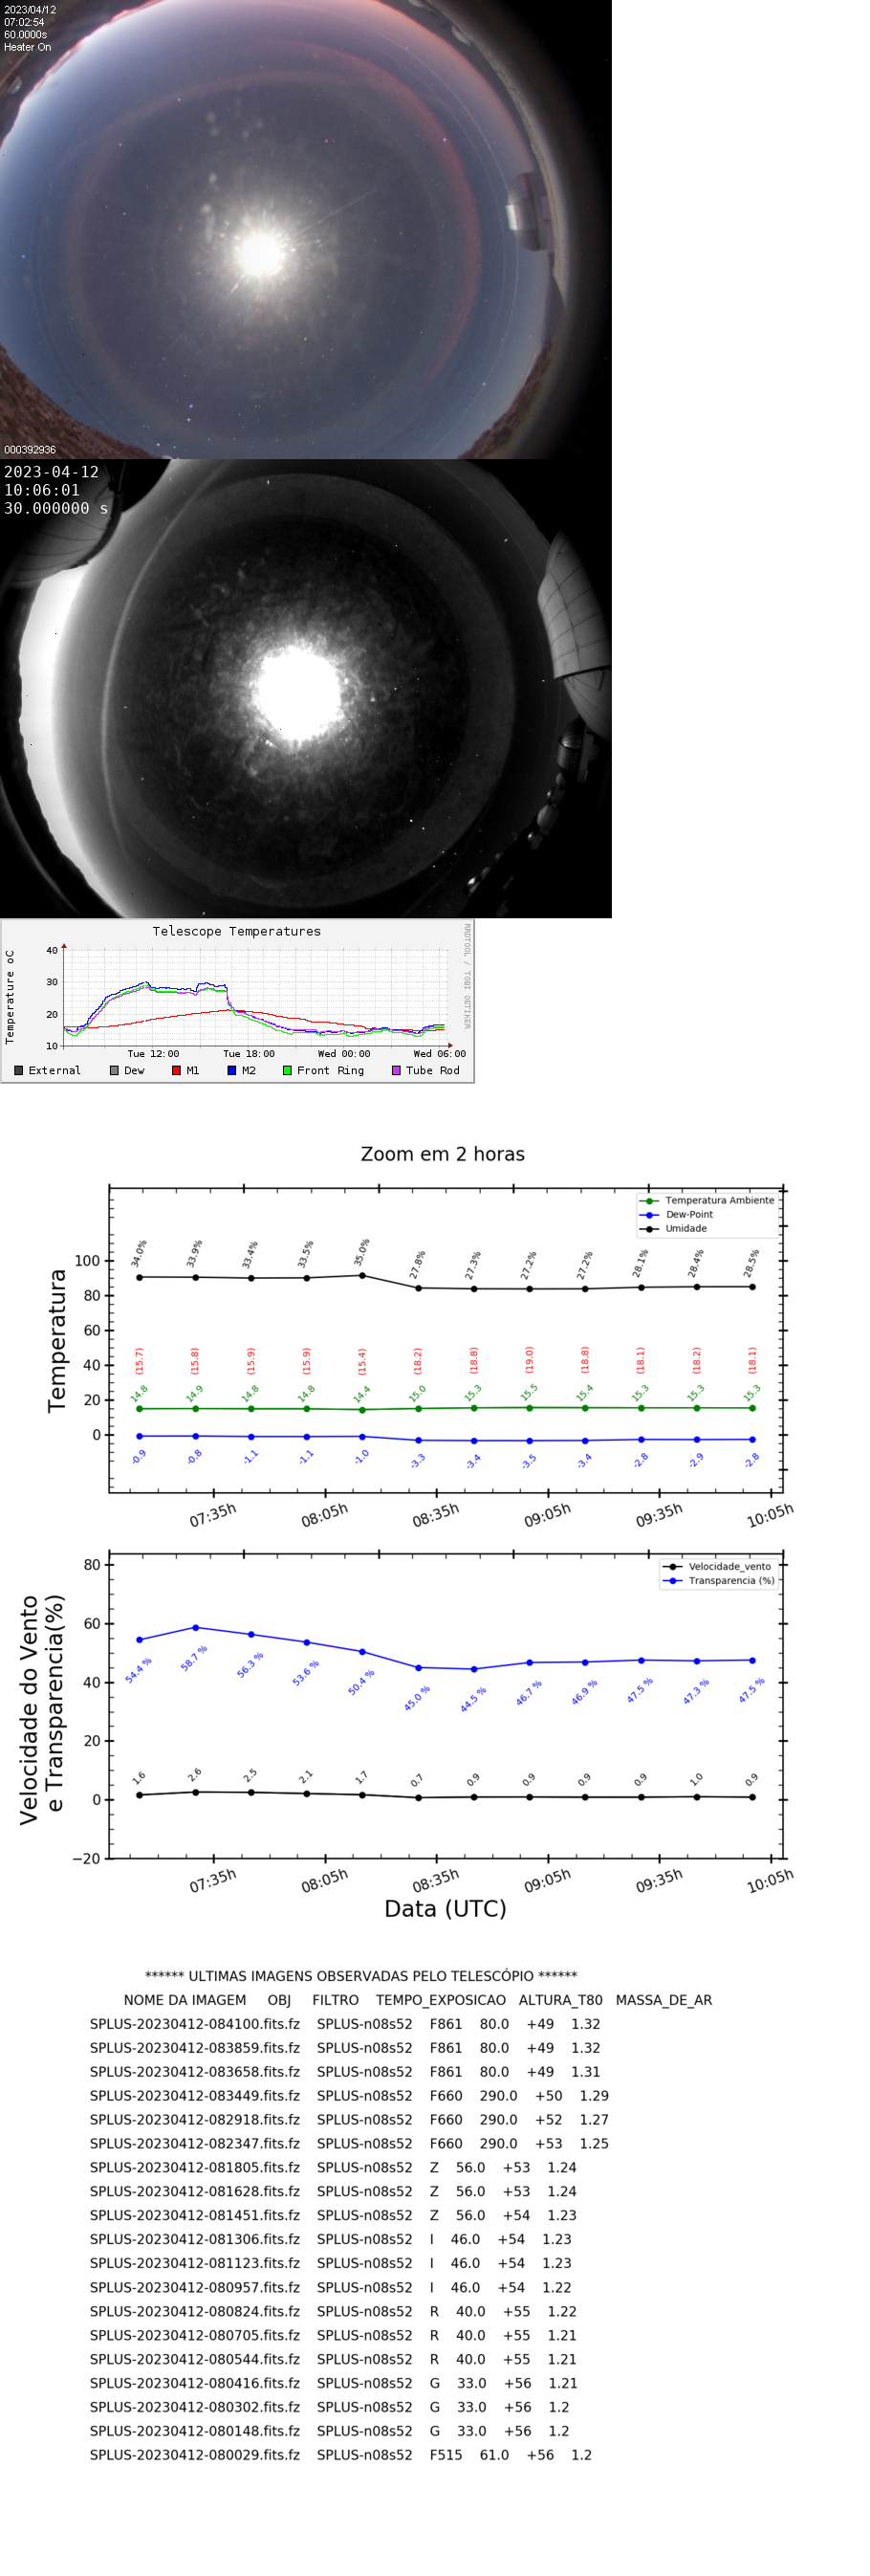 2023/04/12
07:02:54
60.0000s
Heater On
000392936
2023-04-12
10:06:01
30.000000 s
Telescope Temperatures
RRDTOOL / TOBI OETIKER
Temperature oC
40
30
20
10
Tue 12:00 Tue 18:00 Wed 00:00 Wed 06:00
External Dew M1 M2 Front Ring Tube Rod
Zoom em 2 horas
Temperatura Ambiente
Dew-Point
Umidade
Temperatura
100
80
60
40
20
0
34.0% 33.9% 33.4% 33.5% 35.0% 27.8% 27.3% 27.2% 27.2% 28.1% 28.4% 28.5%
(15.7) (15.8) (15.9) (15.9) (15.4) (18.2) (18.8) (19.0) (18.8) (18.1) (18.2) (18.1)
14.8 14.9 14.8 14.8 14.4 15.0 15.3 15.5 15.4 15.3 15.3 15.3
-0.9 -0.8 -1.1 -1.1 -1.0 -3.3 -3.4 -3.5 -3.4 -2.8 -2.9 -2.8
07:35h 08:05h 08:35h 09:05h 09:35h 10:05h
Velocidade_vento
Transparencia (%)
Velocidade do Vento
e Transparencia(%)
80
60
40
20
0
−20
54.4 % 58.7 % 56.3 % 53.6 % 50.4 % 45.0 % 44.5 % 46.7 % 46.9 % 47.5 % 47.3 % 47.5 %
1.6 2.6 2.5 2.1 1.7 0.7 0.9 0.9 0.9 0.9 1.0 0.9
07:35h 08:05h 08:35h 09:05h 09:35h 10:05h
Data (UTC)
****** ULTIMAS IMAGENS OBSERVADAS PELO TELESCÓPIO ******
NOME DA IMAGEM OBJ FILTRO TEMPO_EXPOSICAO ALTURA_T80 MASSA_DE_AR
SPLUS-20230412-084100.fits.fz SPLUS-n08s52 F861 80.0 +49 1.32
SPLUS-20230412-083859.fits.fz SPLUS-n08s52 F861 80.0 +49 1.32
SPLUS-20230412-083658.fits.fz SPLUS-n08s52 F861 80.0 +49 1.31
SPLUS-20230412-083449.fits.fz SPLUS-n08s52 F660 290.0 +50 1.29
SPLUS-20230412-082918.fits.fz SPLUS-n08s52 F660 290.0 +52 1.27
SPLUS-20230412-082347.fits.fz SPLUS-n08s52 F660 290.0 +53 1.25
SPLUS-20230412-081805.fits.fz SPLUS-n08s52 Z 56.0 +53 1.24
SPLUS-20230412-081628.fits.fz SPLUS-n08s52 Z 56.0 +53 1.24
SPLUS-20230412-081451.fits.fz SPLUS-n08s52 Z 56.0 +54 1.23
SPLUS-20230412-081306.fits.fz SPLUS-n08s52 I 46.0 +54 1.23
SPLUS-20230412-081123.fits.fz SPLUS-n08s52 I 46.0 +54 1.23
SPLUS-20230412-080957.fits.fz SPLUS-n08s52 I 46.0 +54 1.22
SPLUS-20230412-080824.fits.fz SPLUS-n08s52 R 40.0 +55 1.22
SPLUS-20230412-080705.fits.fz SPLUS-n08s52 R 40.0 +55 1.21
SPLUS-20230412-080544.fits.fz SPLUS-n08s52 R 40.0 +55 1.21
SPLUS-20230412-080416.fits.fz SPLUS-n08s52 G 33.0 +56 1.21
SPLUS-20230412-080302.fits.fz SPLUS-n08s52 G 33.0 +56 1.2
SPLUS-20230412-080148.fits.fz SPLUS-n08s52 G 33.0 +56 1.2
SPLUS-20230412-080029.fits.fz SPLUS-n08s52 F515 61.0 +56 1.2